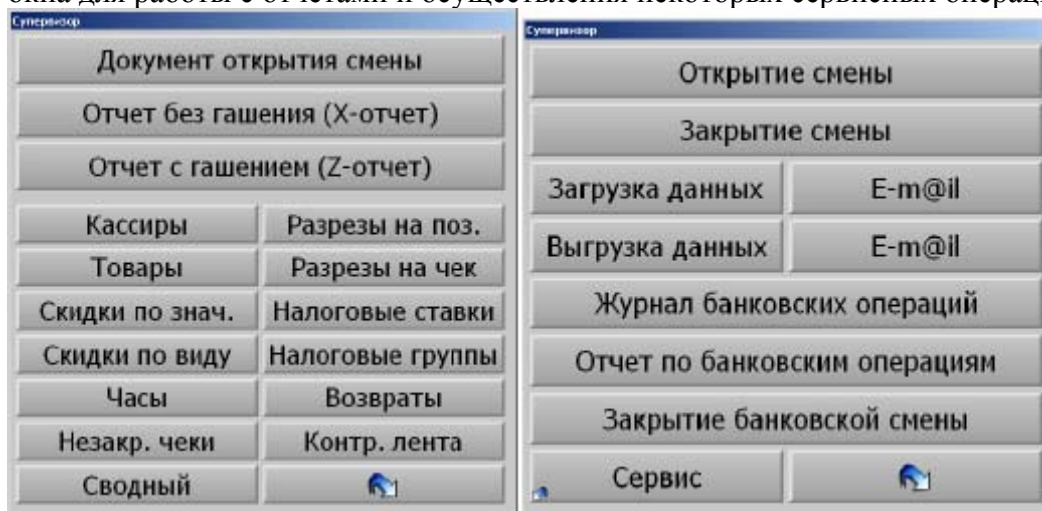 окна для работы с отчетами и осуществления некоторых сервисных операц
Супервизор
Документ открытия смены
Отчет без гашения (X-отчет)
Отчет с гашением (Z-отчет)
Кассиры Разрезы на поз.
Товары Разрезы на чек
Скидки по знач. Налоговые ставки
Скидки по виду Налоговые группы
Часы Возвраты
Незакр. чеки Контр. лента
Сводный
Супервизор
Открытие смены
Закрытие смены
Загрузка данных E-m@il
Выгрузка данных E-m@il
Журнал банковских операций
Отчет по банковским операциям
Закрытие банковской смены
Сервис